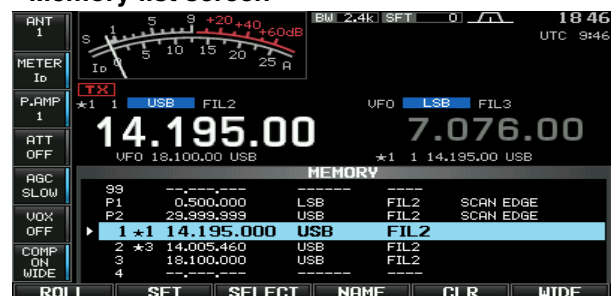 Memory list screen
ANT
1
5 9 +20 +40 +60dB
BW 2.4k SFT 0
18 46
S 1
UTC 9:46
METER
ID
0 5 10 15 20 25 A
ID
TX
P.AMP
1
★1 1 USB FIL2
VFO LSB FIL3
14.195.00
7.076.00
ATT
OFF
VFO 18.100.00 USB
★1 1 14.195.00 USB
AGC
SLOW
MEMORY
99 --.---.--- ---- ----
P1 0.500.000 LSB FIL2 SCAN EDGE
P2 29.999.999 USB FIL2 SCAN EDGE
VOX
OFF
1 ★1 14.195.000 USB FIL2
2 ★3 14.005.460 USB FIL2
3 18.100.000 USB FIL2
4 --.---.--- ---- ----
COMP
ON
WIDE
ROLL SET SELECT NAME CLR WIDE